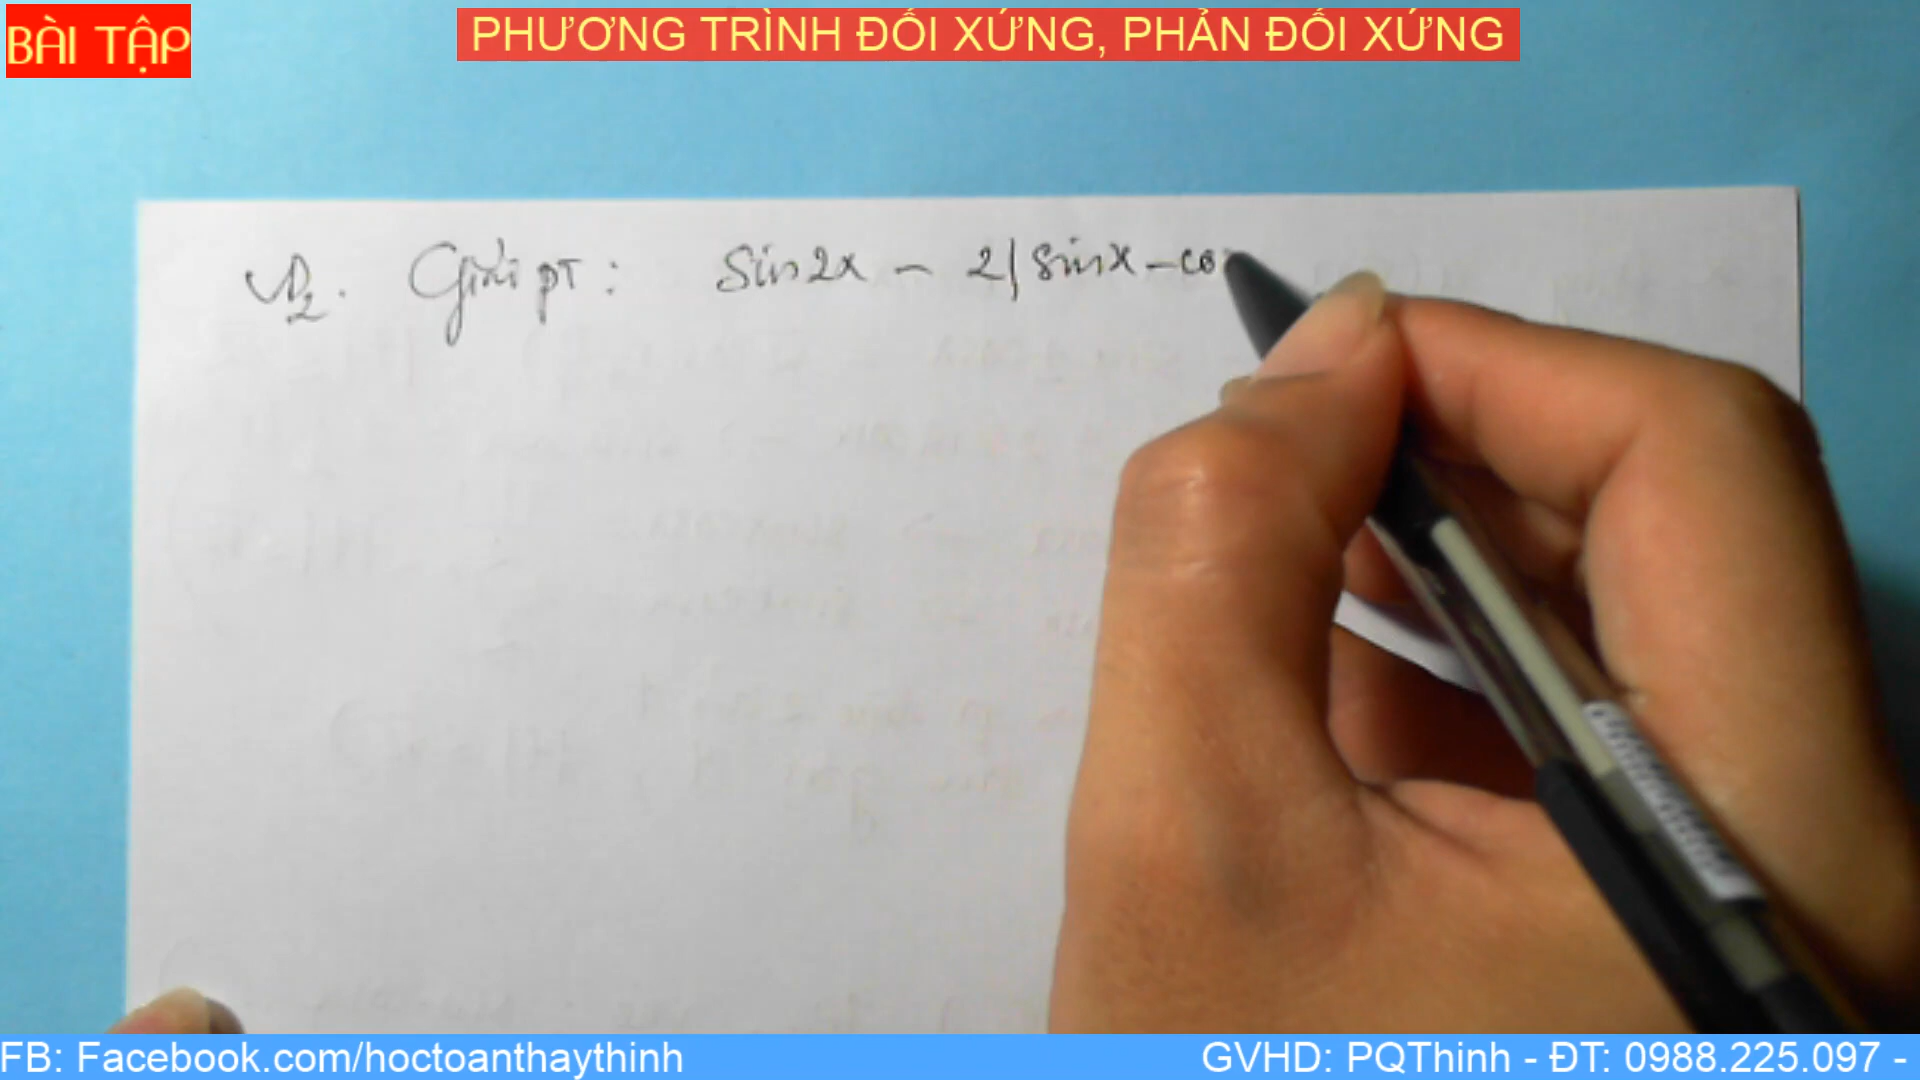 BÀI TẬP
PHƯƠNG TRÌNH ĐỐI XỨNG, PHẢN ĐỐI XỨNG
VD2. Giải pT: Sin2x - 2|sinx-co
FB: Facebook.com/hoctoanthaythinh
GVHD: PQThinh - ĐT: 0988.225.097 -